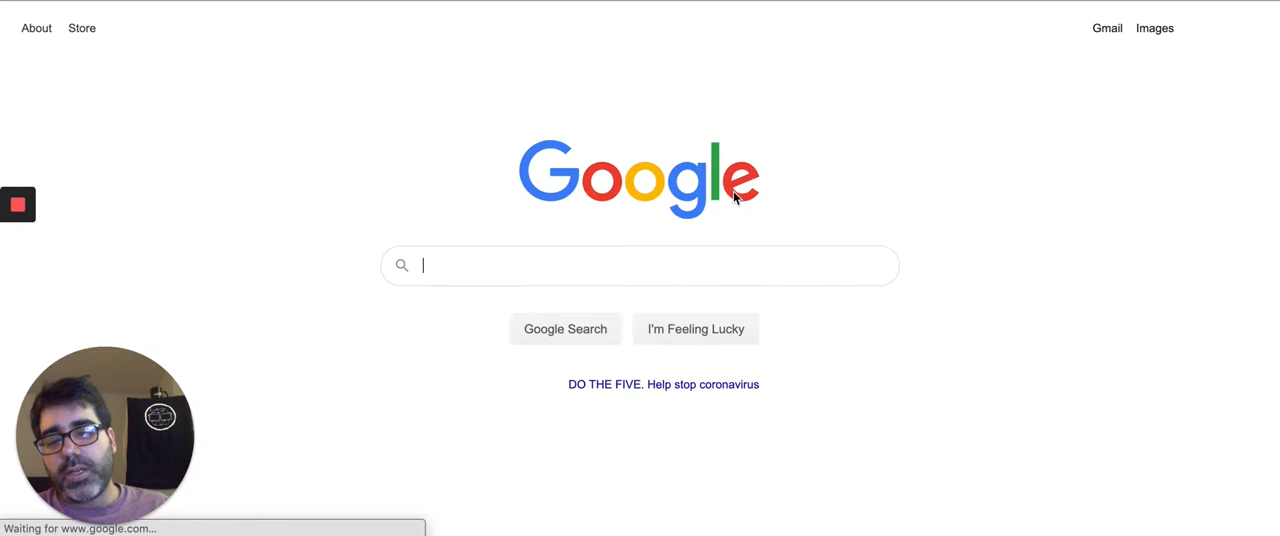 About Store
Gmail Images
Google
Google Search
I'm Feeling Lucky
DO THE FIVE. Help stop coronavirus
Waiting for www.google.com...